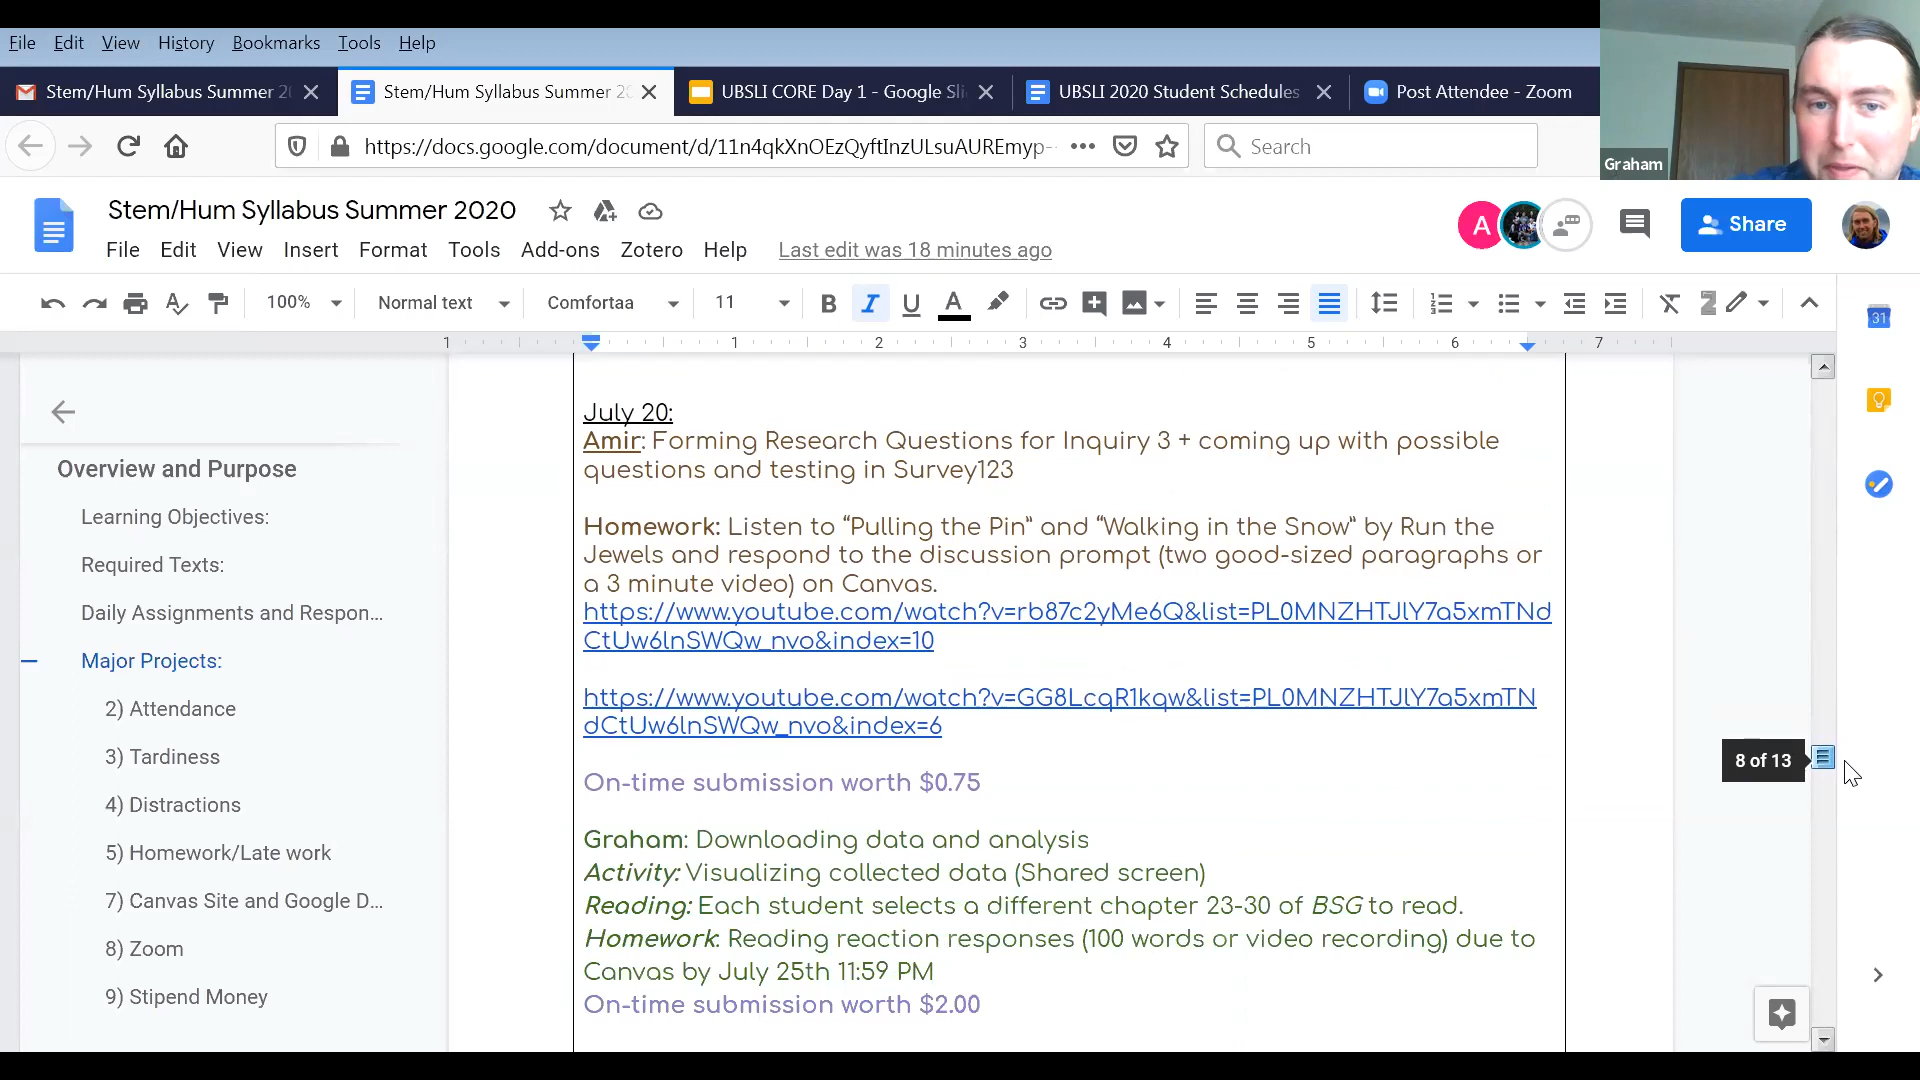 File Edit View History Bookmarks Tools Help
Stem/Hum Syllabus Summer 2
Stem/Hum Syllabus Summer 2
UBSLI CORE Day 1 - Google Sli
UBSLI 2020 Student Schedules
Post Attendee - Zoom
https://docs.google.com/document/d/11n4qkXnOEzQyftInzULsuAUREmyp-
Search
Graham
Stem/Hum Syllabus Summer 2020
A
Share
File Edit View Insert Format Tools Add-ons Zotero Help Last edit was 18 minutes ago
100% Normal text Comfortaa 11 B I U A
31
1 1 2 3 4 5 6 7
Overview and Purpose
Learning Objectives:
Required Texts:
Daily Assignments and Respon...
Major Projects:
2) Attendance
3) Tardiness
4) Distractions
5) Homework/Late work
7) Canvas Site and Google D...
8) Zoom
9) Stipend Money
July 20:
Amir: Forming Research Questions for Inquiry 3 + coming up with possible
questions and testing in Survey123
Homework: Listen to “Pulling the Pin” and “Walking in the Snow” by Run the
Jewels and respond to the discussion prompt (two good-sized paragraphs or
a 3 minute video) on Canvas.
https://www.youtube.com/watch?v=rb87c2yMe6Q&list=PL0MNZHTJlY7a5xmTNd
CtUw6lnSWQw_nvo&index=10
https://www.youtube.com/watch?v=GG8LcqR1kqw&list=PL0MNZHTJlY7a5xmTN
dCtUw6lnSWQw_nvo&index=6
On-time submission worth $0.75
Graham: Downloading data and analysis
Activity: Visualizing collected data (Shared screen)
Reading: Each student selects a different chapter 23-30 of BSG to read.
Homework: Reading reaction responses (100 words or video recording) due to
Canvas by July 25th 11:59 PM
On-time submission worth $2.00
8 of 13